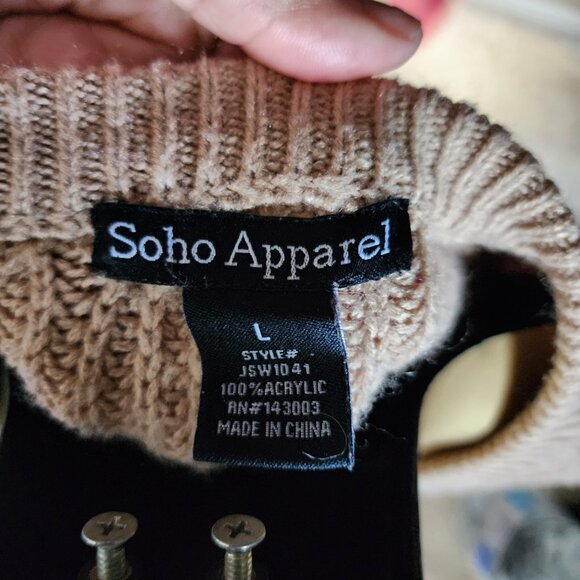 Soho Apparel
L
STYLE#
JSW1041
100%ACRYLIC
RN#143003
MADE IN CHINA